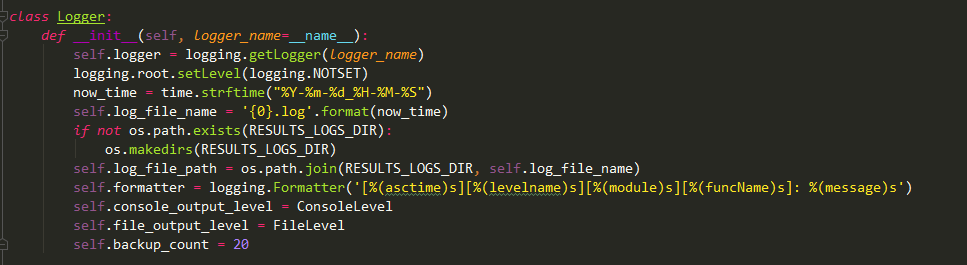 class Logger:
    def __init__(self, logger_name=__name__):
        self.logger = logging.getLogger(logger_name)
        logging.root.setLevel(logging.NOTSET)
        now_time = time.strftime("%Y-%m-%d_%H-%M-%S")
        self.log_file_name = '{0}.log'.format(now_time)
        if not os.path.exists(RESULTS_LOGS_DIR):
            os.makedirs(RESULTS_LOGS_DIR)
        self.log_file_path = os.path.join(RESULTS_LOGS_DIR, self.log_file_name)
        self.formatter = logging.Formatter('[%(asctime)s][%(levelname)s][%(module)s][%(funcName)s]: %(message)s')
        self.console_output_level = ConsoleLevel
        self.file_output_level = FileLevel
        self.backup_count = 20